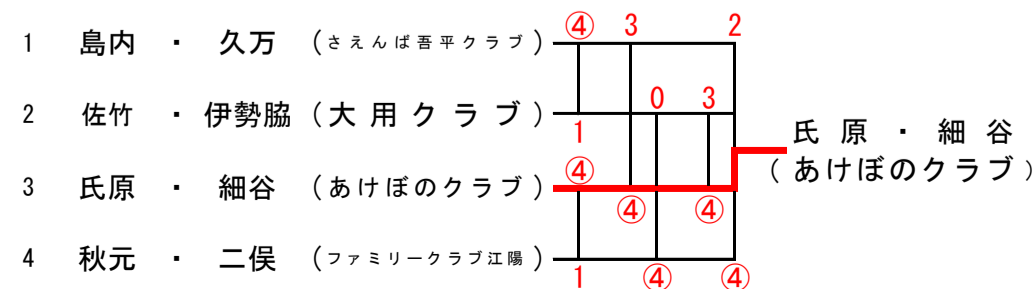 ④ 3 2
1 島内 ・ 久万 (さえんば吾平クラブ)
0 3
2 佐竹 ・ 伊勢脇 (大用クラブ)
1
氏原 ・ 細谷
(あけぼのクラブ)
④
3 氏原 ・ 細谷 (あけぼのクラブ)
④ ④
4 秋元 ・ 二俣 (ファミリークラブ江陽)
1 ④ ④